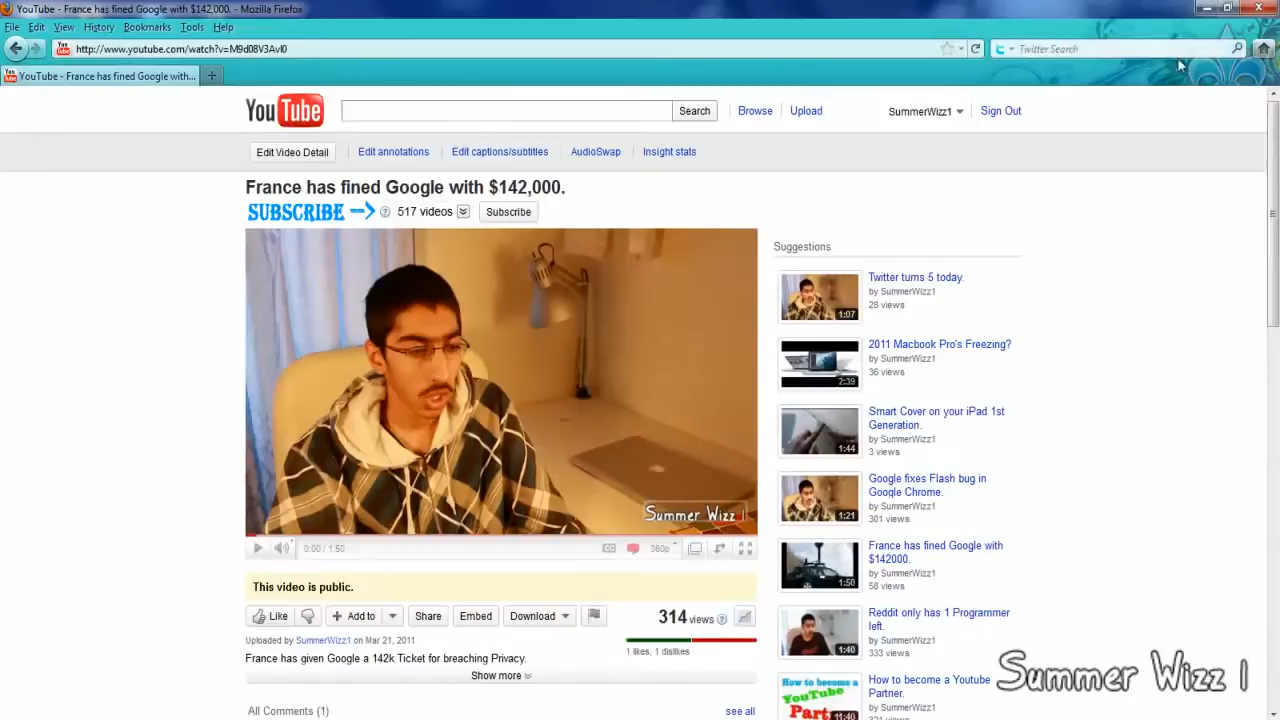 YouTube - France has fined Google with $142,000. - Mozilla Firefox
File Edit View History Bookmarks Tools Help
http://www.youtube.com/watch?v=M9d08V3AvI0
Twitter Search
YouTube - France has fined Google with...
YouTube
Search
Browse
Upload
SummerWizz1
Sign Out
Edit Video Detail
Edit annotations
Edit captions/subtitles
AudioSwap
Insight stats
France has fined Google with $142,000.
SUBSCRIBE
517 videos
Subscribe
Summer Wizz 1
0:00 / 1:50
CC
360p
This video is public.
Like
Add to
Share
Embed
Download
314 views
Uploaded by SummerWizz1 on Mar 21, 2011
1 likes, 1 dislikes
France has given Google a 142k Ticket for breaching Privacy.
Show more
All Comments (1)
see all
Suggestions
1:07
Twitter turns 5 today.
by SummerWizz1
28 views
2:39
2011 Macbook Pro's Freezing?
by SummerWizz1
36 views
1:44
Smart Cover on your iPad 1st
Generation.
by SummerWizz1
3 views
1:21
Google fixes Flash bug in
Google Chrome.
by SummerWizz1
301 views
1:50
France has fined Google with
$142000.
by SummerWizz1
58 views
1:40
Reddit only has 1 Programmer
left.
by SummerWizz1
333 views
How to become a
YouTube
Part
11:40
How to become a Youtube
Partner.
by SummerWizz1
Summer Wizz 1